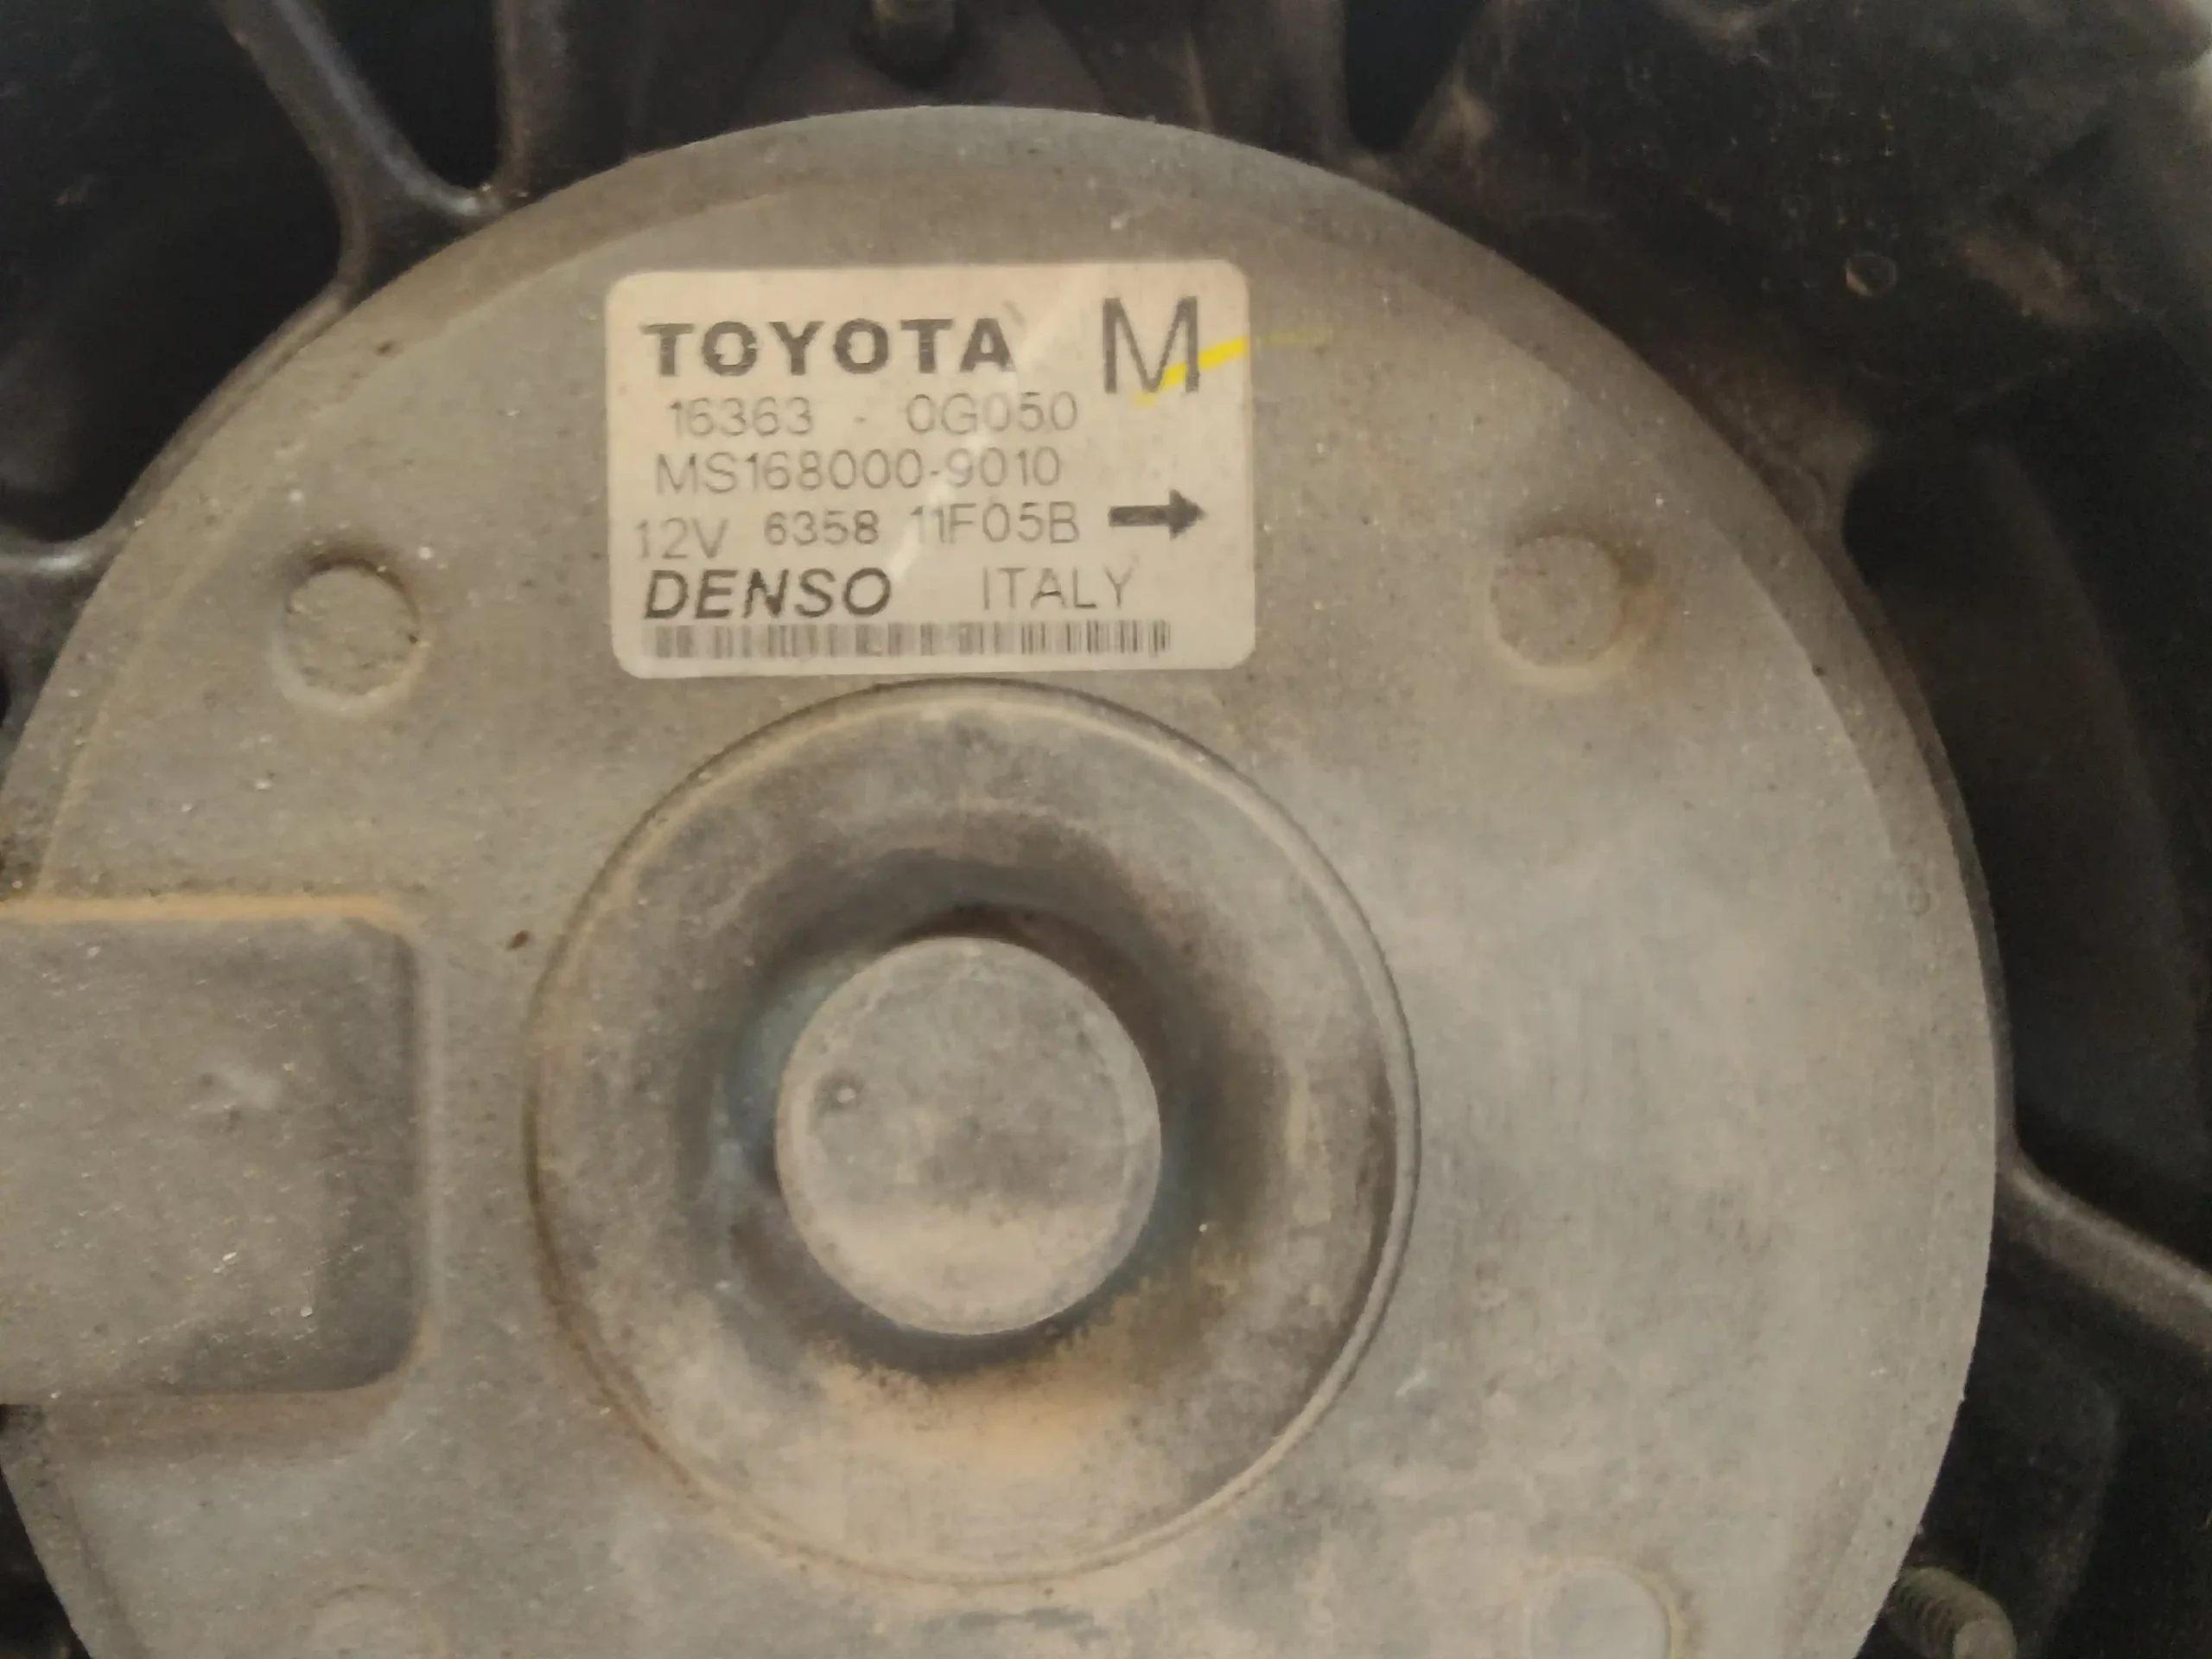 TOYOTA M
16363 - 0G050
MS168000-9010
12V 6358 11F05B →
DENSO ITALY